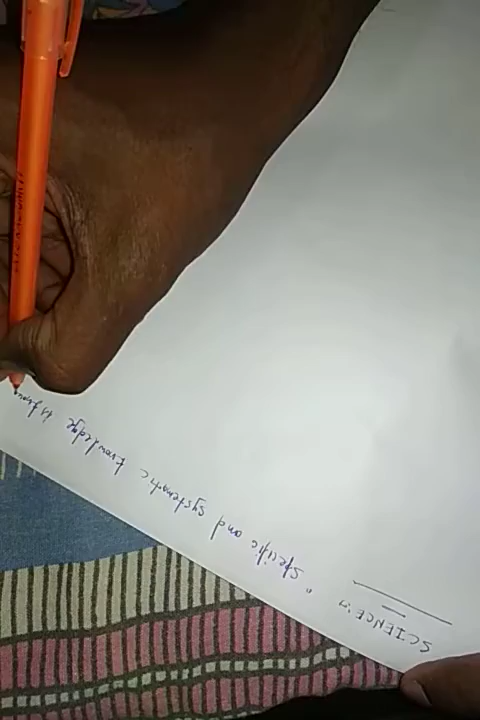 SCIENCE:-
" specific and systematic knowledge is